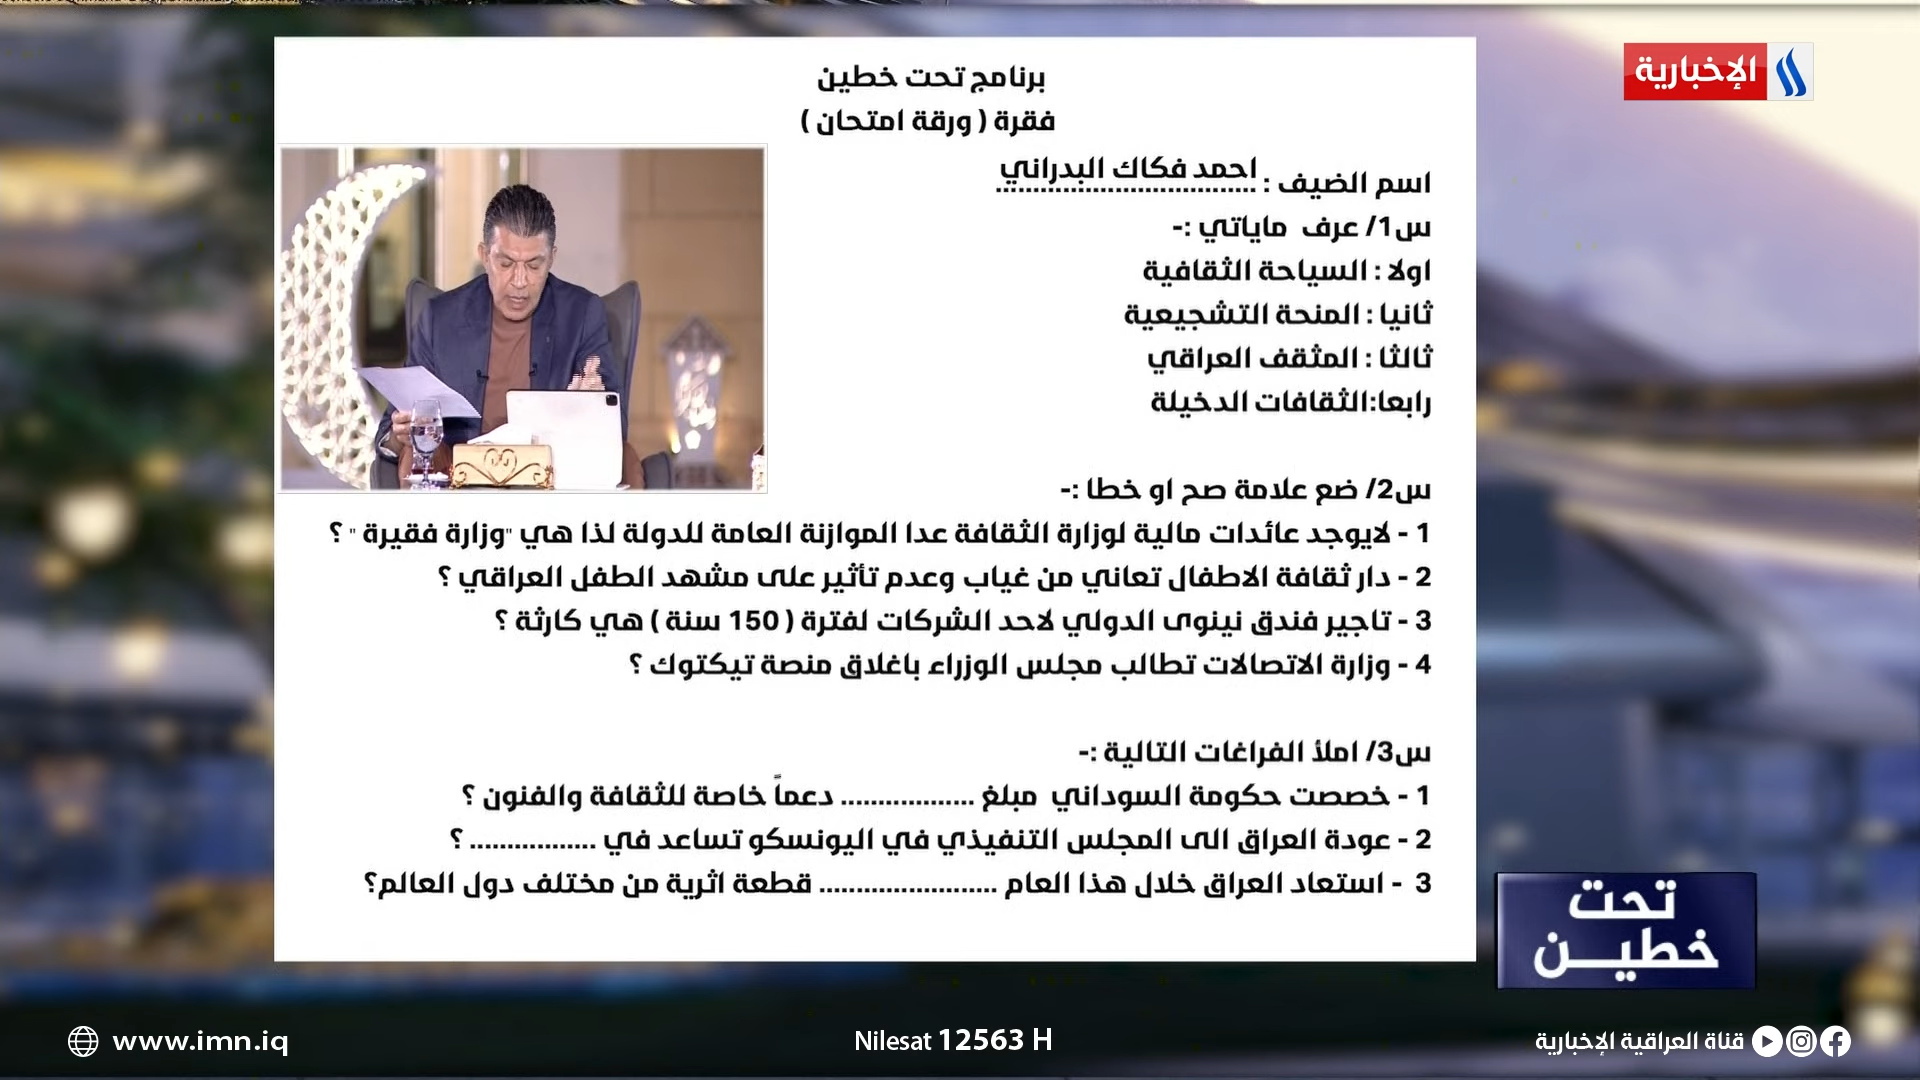 الإخبارية
برنامج تحت خطين
فقرة ( ورقة امتحان )
اسم الضيف : احمد فكاك البدراني
س1/ عرف ماياتي :-
اولا : السياحة الثقافية
ثانيا : المنحة التشجيعية
ثالثا : المثقف العراقي
رابعا:الثقافات الدخيلة
س2/ ضع علامة صح او خطا :-
1 - لايوجد عائدات مالية لوزارة الثقافة عدا الموازنة العامة للدولة لذا هي "وزارة فقيرة " ؟
2 - دار ثقافة الاطفال تعاني من غياب وعدم تأثير على مشهد الطفل العراقي ؟
3 - تاجير فندق نينوى الدولي لاحد الشركات لفترة ( 150 سنة ) هي كارثة ؟
4 - وزارة الاتصالات تطالب مجلس الوزراء باغلاق منصة تيكتوك ؟
س3/ املأ الفراغات التالية :-
1 - خصصت حكومة السوداني مبلغ .................. دعماً خاصة للثقافة والفنون ؟
2 - عودة العراق الى المجلس التنفيذي في اليونسكو تساعد في ................. ؟
3 - استعاد العراق خلال هذا العام ........................ قطعة اثرية من مختلف دول العالم؟
تحت
خطين
www.imn.iq
Nilesat 12563 H
قناة العراقية الإخبارية